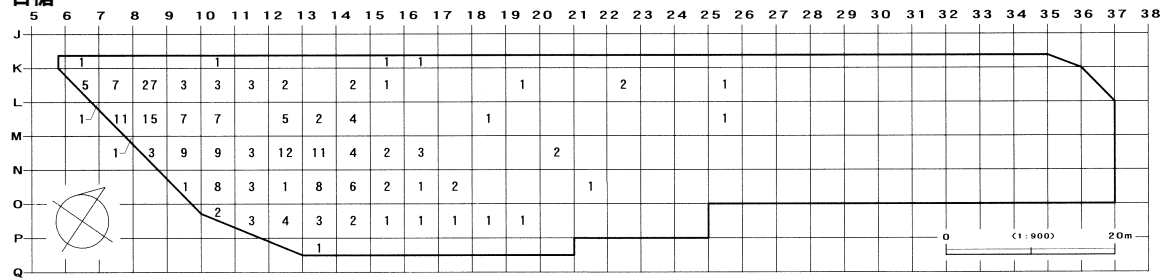 5 6 7 8 9 10 11 12 13 14 15 16 17 18 19 20 21 22 23 24 25 26 27 28 29 30 31 32 33 34 35 36 37 38
J
1 1 1 1
K
5 7 27 3 3 3 2 2 1 1 2 1
L
1 11 15 7 7 5 2 4 1 1
M
1 3 9 9 3 12 11 4 2 3 2
N
1 8 3 1 8 6 2 1 2 1
O
2
3 4 3 2 1 1 1 1 1
P
1
Q
0 (1:900) 20m